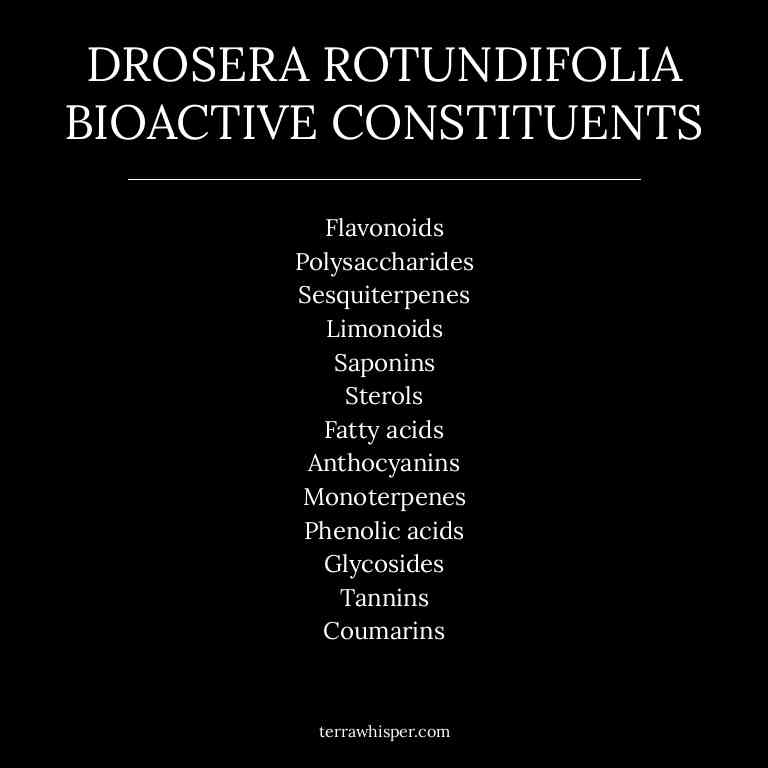 DROSERA ROTUNDIFOLIA
BIOACTIVE CONSTITUENTS
Flavonoids
Polysaccharides
Sesquiterpenes
Limonoids
Saponins
Sterols
Fatty acids
Anthocyanins
Monoterpenes
Phenolic acids
Glycosides
Tannins
Coumarins
terrawhisper.com